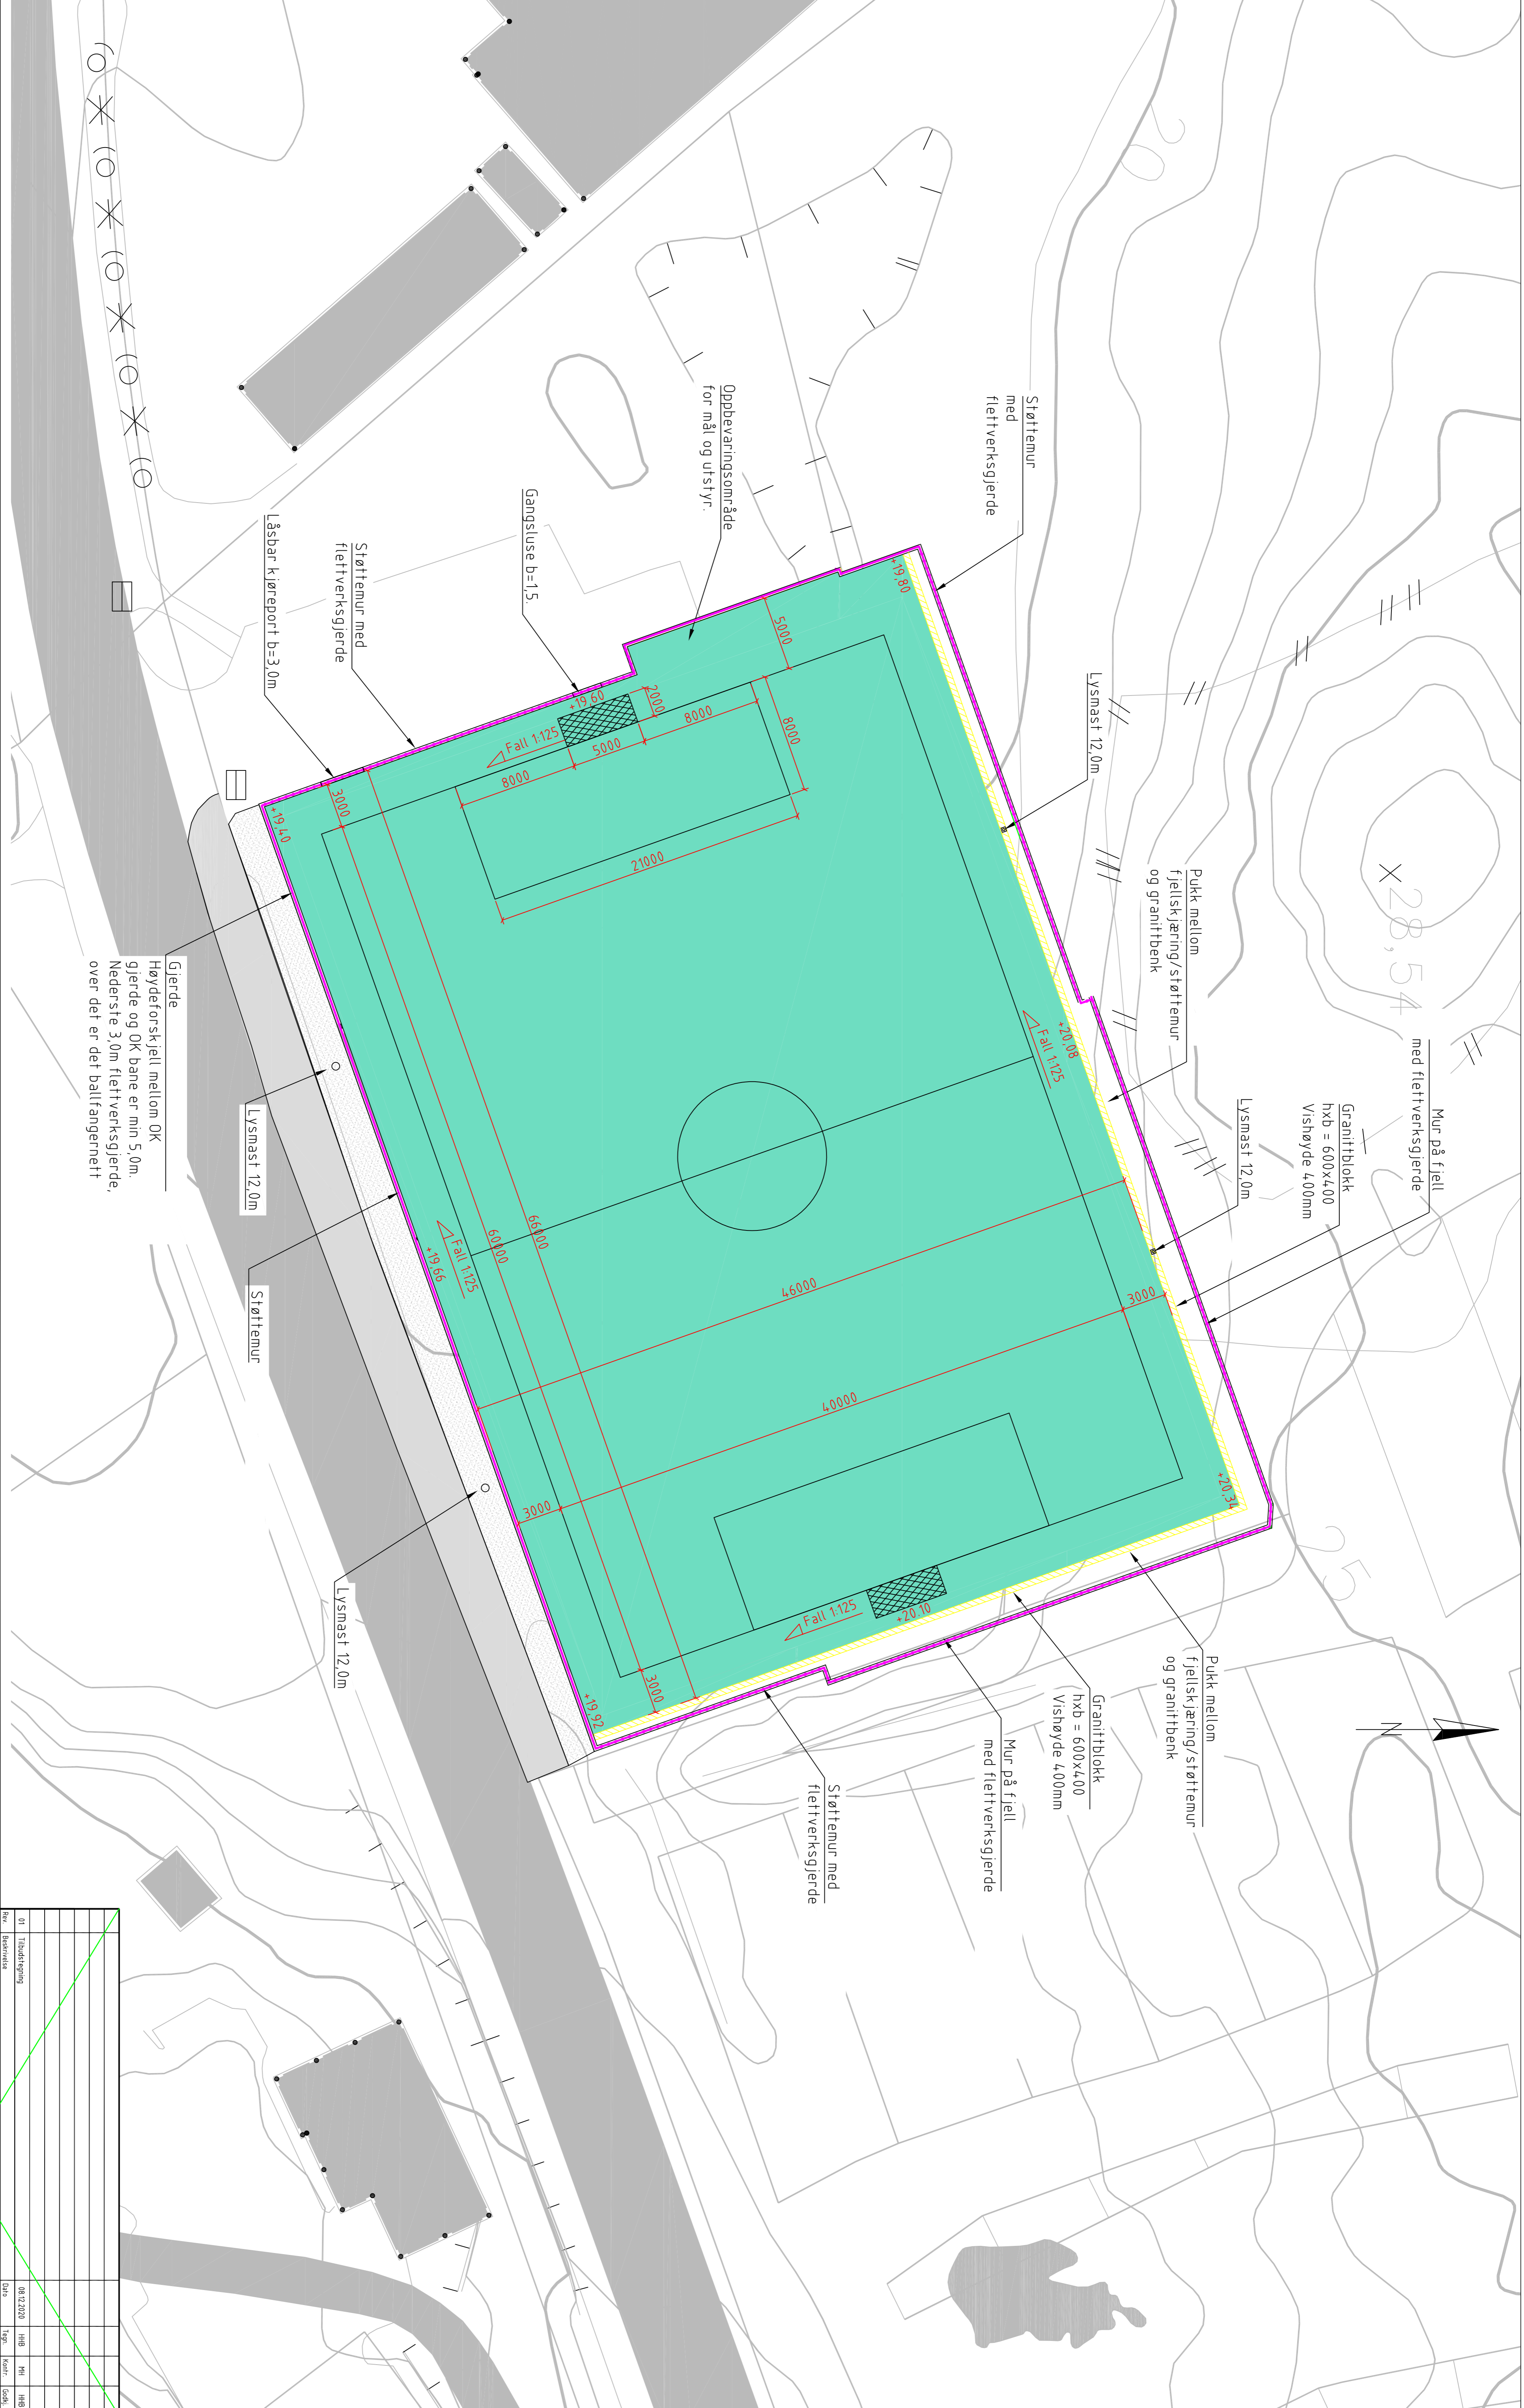 Støttemur
med
flettverksgjerde
Oppbevaringsområde
for mål og utstyr.
Gangsluse b=1,5.
Støttemur med
flettverksgjerde
Låsbar kjøreport b=3,0m
Lysmast 12,0m
Pukk mellom
fjellskjæring/støttemur
og granittbenk
28,54
Mur på fjell
med flettverksgjerde
Granittblokk
hxb = 600x400
Vishøyde 400mm
Lysmast 12,0m
Gjerde
Høydeforskjell mellom OK
gjerde og OK bane er min 5,0m.
Nederste 3,0m flettverksgjerde,
over det er det ballfangernett
Lysmast 12,0m
Støttemur
Lysmast 12,0m
Pukk mellom
fjellskjæring/støttemur
og granittbenk
Granittblokk
hxb = 600x400
Vishøyde 400mm
Mur på fjell
med flettverksgjerde
Støttemur med
flettverksgjerde
25
N
+19,80
5000
+19,60
2000
8000
8000
5000
Fall 1:125
8000
21000
3000
+19,40
+20,08
Fall 1:125
66000
60000
Fall 1:125
+19,66
46000
3000
40000
3000
+20,34
+20.10
Fall 1:125
3000
+19,92
01 Tilbudstegning 08.12.2020 HHB MH HHB
Rev. Beskrivelse Dato Tegn. Kontr. Godkj.